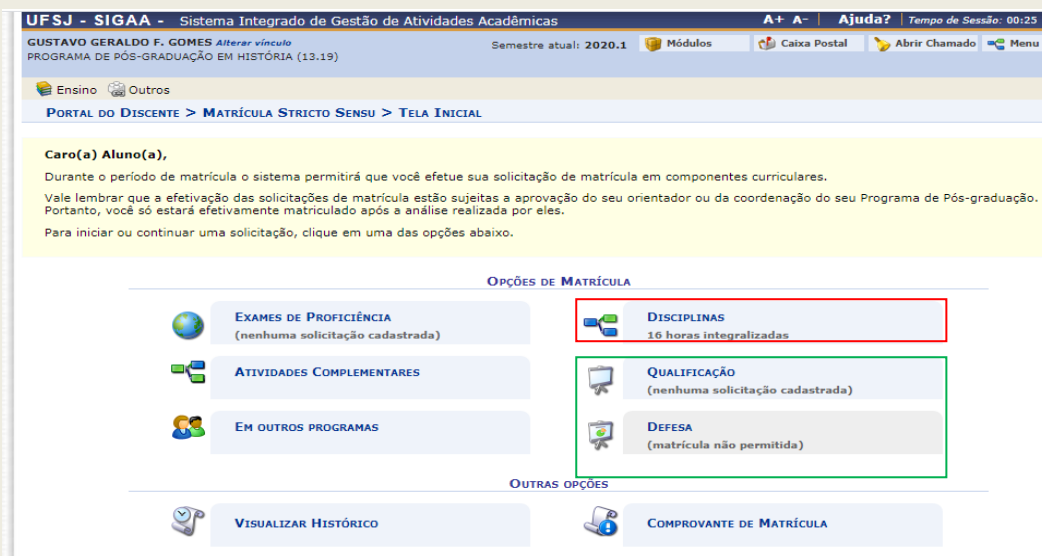 UFSJ - SIGAA - Sistema Integrado de Gestão de Atividades Acadêmicas A+ A- | Ajuda? | Tempo de Sessão: 00:25
GUSTAVO GERALDO F. GOMES Alterar vínculo Semestre atual: 2020.1 Módulos Caixa Postal Abrir Chamado Menu
PROGRAMA DE PÓS-GRADUAÇÃO EM HISTÓRIA (13.19)
Ensino Outros
PORTAL DO DISCENTE > MATRÍCULA STRICTO SENSU > TELA INICIAL
Caro(a) Aluno(a),
Durante o período de matrícula o sistema permitirá que você efetue sua solicitação de matrícula em componentes curriculares.
Vale lembrar que a efetivação das solicitações de matrícula estão sujeitas a aprovação do seu orientador ou da coordenação do seu Programa de Pós-graduação.
Portanto, você só estará efetivamente matriculado após a análise realizada por eles.
Para iniciar ou continuar uma solicitação, clique em uma das opções abaixo.
OPÇÕES DE MATRÍCULA
EXAMES DE PROFICIÊNCIA
(nenhuma solicitação cadastrada)
DISCIPLINAS
16 horas integralizadas
ATIVIDADES COMPLEMENTARES
QUALIFICAÇÃO
(nenhuma solicitação cadastrada)
EM OUTROS PROGRAMAS
DEFESA
(matrícula não permitida)
OUTRAS OPÇÕES
VISUALIZAR HISTÓRICO
COMPROVANTE DE MATRÍCULA